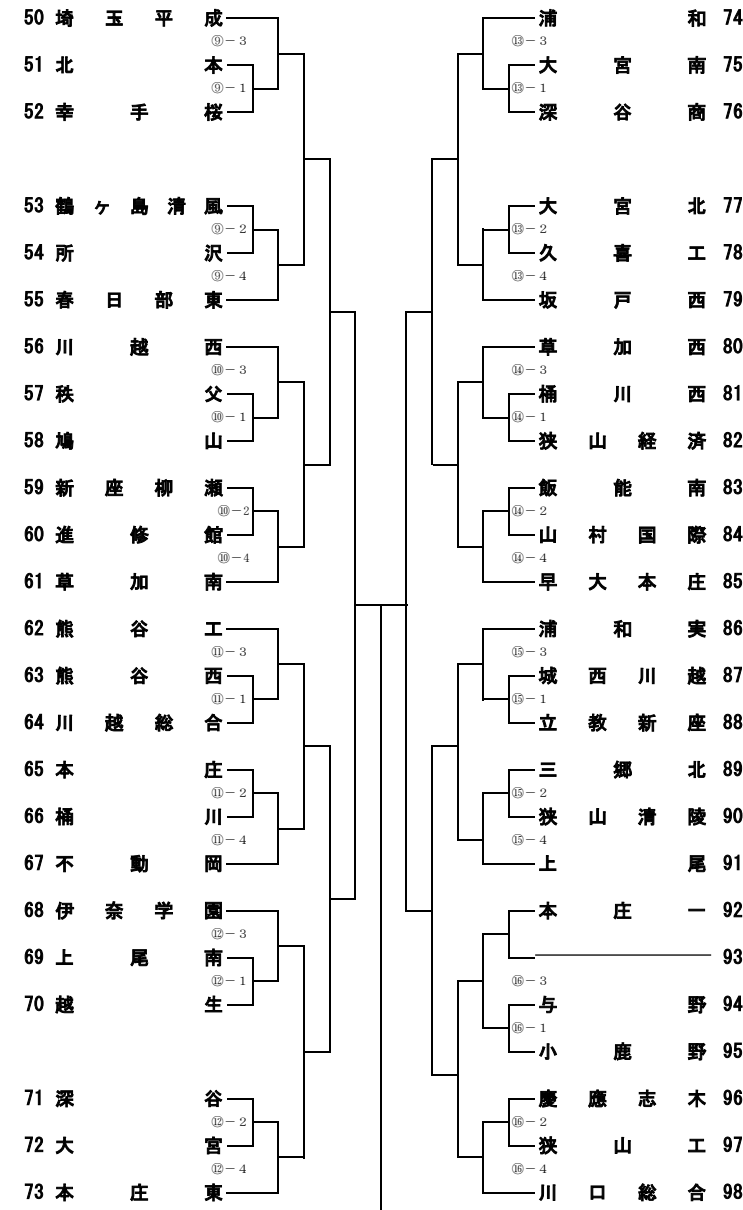 50 埼玉平成
⑨－3
51 北本
⑨－1
52 幸手桜
53 鶴ヶ島清風
⑨－2
54 所沢
⑨－4
55 春日部東
56 川越西
⑩－3
57 秩父
⑩－1
58 鳩山
59 新座柳瀬
⑩－2
60 進修館
⑩－4
61 草加南
62 熊谷工
⑪－3
63 熊谷西
⑪－1
64 川越総合
65 本庄
⑪－2
66 桶川
⑪－4
67 不動岡
68 伊奈学園
⑫－3
69 上尾南
⑫－1
70 越生
71 深谷
⑫－2
72 大宮
⑫－4
73 本庄東
浦和 74
⑬－3
大宮南 75
⑬－1
深谷商 76
大宮北 77
⑬－2
久喜工 78
⑬－4
坂戸西 79
草加西 80
⑭－3
桶川西 81
⑭－1
狭山経済 82
飯能南 83
⑭－2
山村国際 84
⑭－4
早大本庄 85
浦和実 86
⑮－3
城西川越 87
⑮－1
立教新座 88
三郷北 89
⑮－2
狭山清陵 90
⑮－4
上尾 91
本庄一 92
93
⑯－3
与野 94
⑯－1
小鹿野 95
慶應志木 96
⑯－2
狭山工 97
⑯－4
川口総合 98